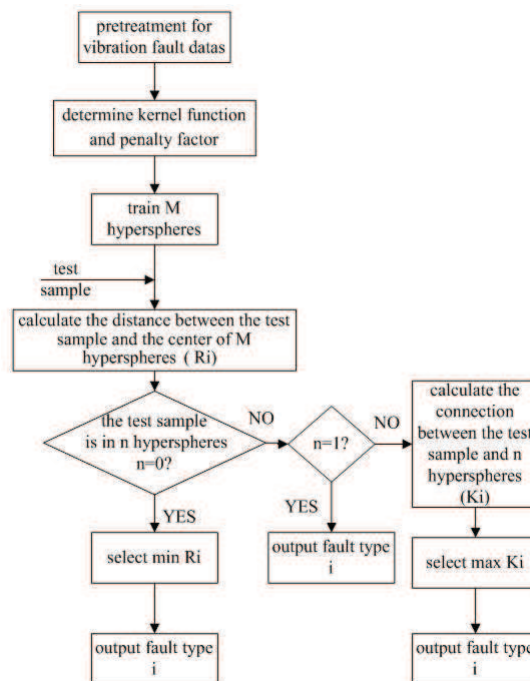 pretreatment for
vibration fault datas
determine kernel function
and penalty factor
train M
hyperspheres
test
sample
calculate the distance between the test
sample and the center of M
hyperspheres ( Ri)
the test sample
is in n hyperspheres
n=0?
NO
n=1?
NO
calculate the
connection
between the test
sample and n
hyperspheres
(Ki)
YES
YES
select min Ri
output fault type
i
select max Ki
output fault type
i
output fault type
i